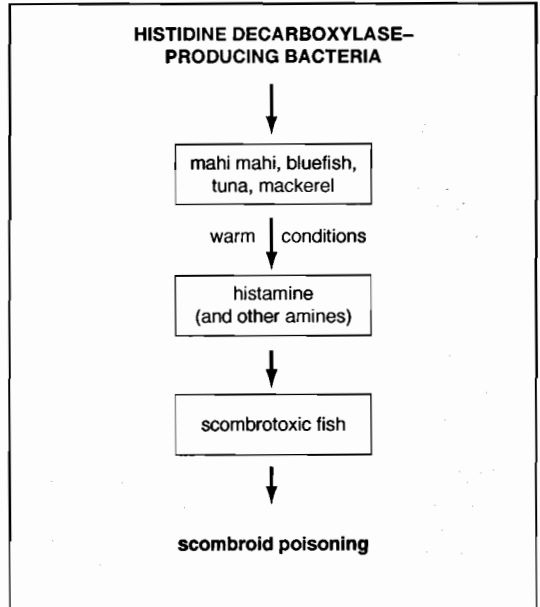 HISTIDINE DECARBOXYLASE–
PRODUCING BACTERIA
mahi mahi, bluefish,
tuna, mackerel
warm conditions
histamine
(and other amines)
scombrotoxic fish
scombroid poisoning